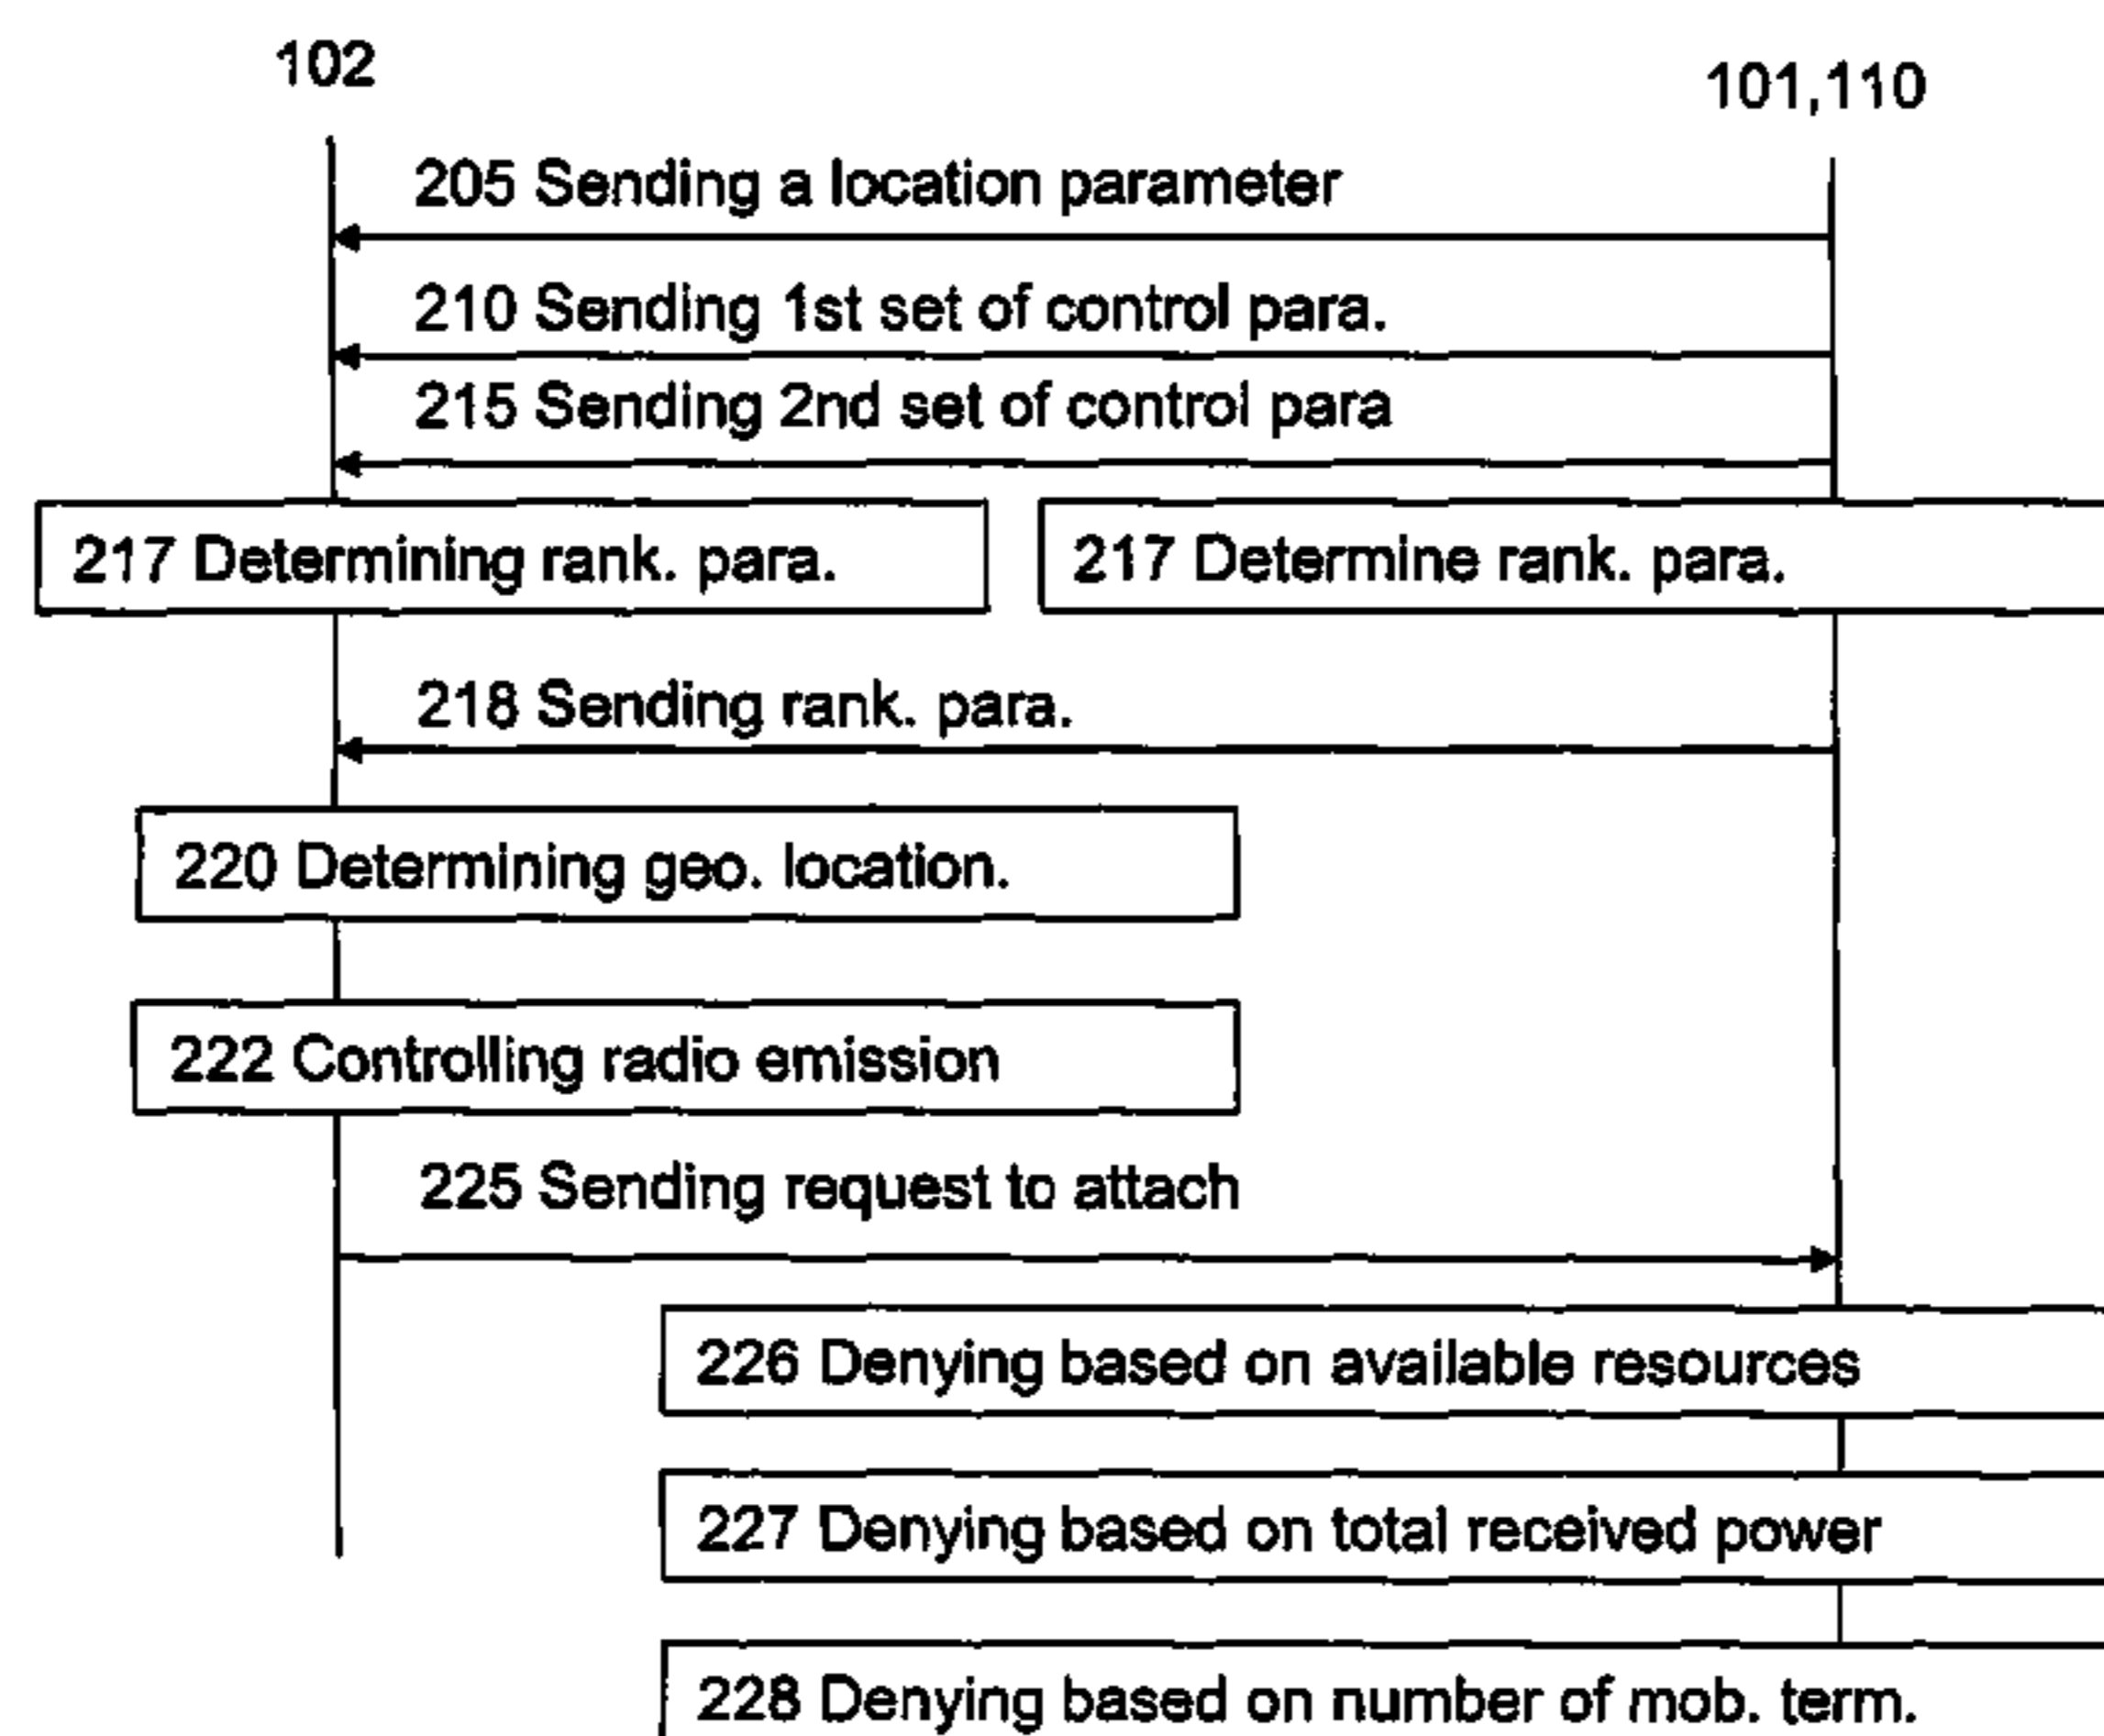 102
101,110
205 Sending a location parameter
210 Sending 1st set of control para.
215 Sending 2nd set of control para
217 Determining rank. para.
217 Determine rank. para.
218 Sending rank. para.
220 Determining geo. location.
222 Controlling radio emission
225 Sending request to attach
226 Denying based on available resources
227 Denying based on total received power
228 Denying based on number of mob. term.